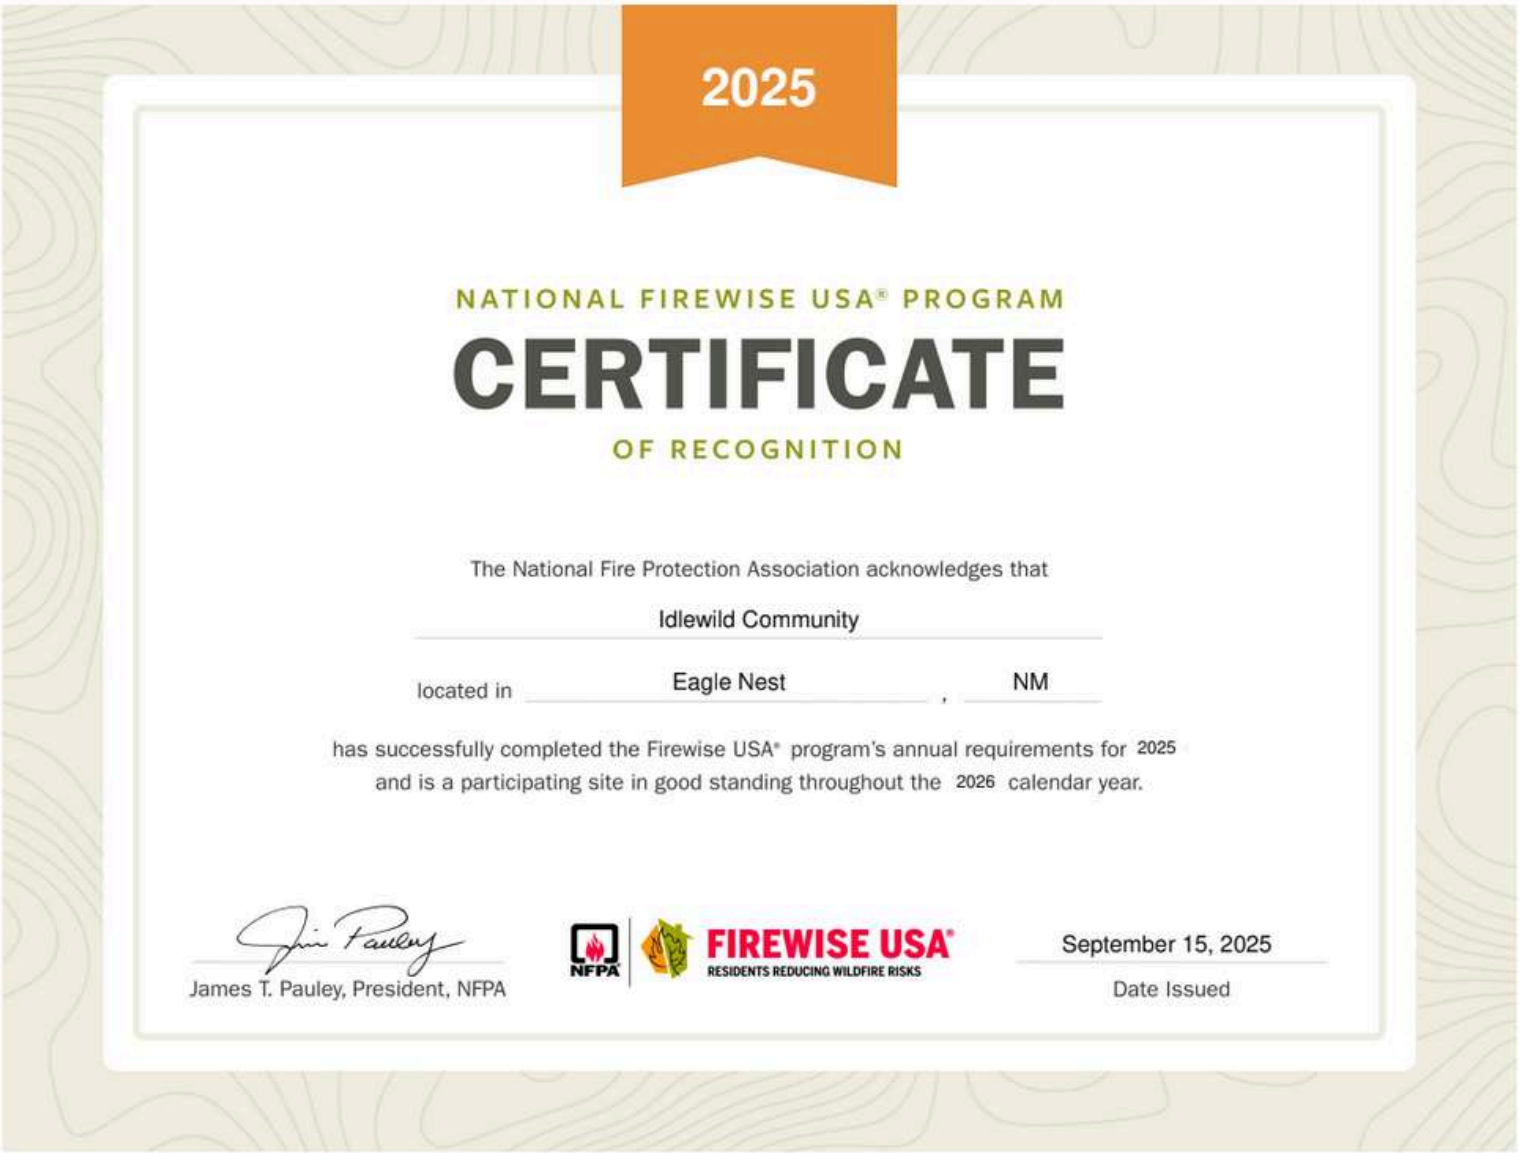 2025
NATIONAL FIREWISE USA® PROGRAM
CERTIFICATE
OF RECOGNITION
The National Fire Protection Association acknowledges that
Idlewild Community
located in Eagle Nest , NM
has successfully completed the Firewise USA® program's annual requirements for 2025
and is a participating site in good standing throughout the 2026 calendar year.
Jim Pauley
James T. Pauley, President, NFPA
NFPA®
FIREWISE USA®
RESIDENTS REDUCING WILDFIRE RISKS
September 15, 2025
Date Issued